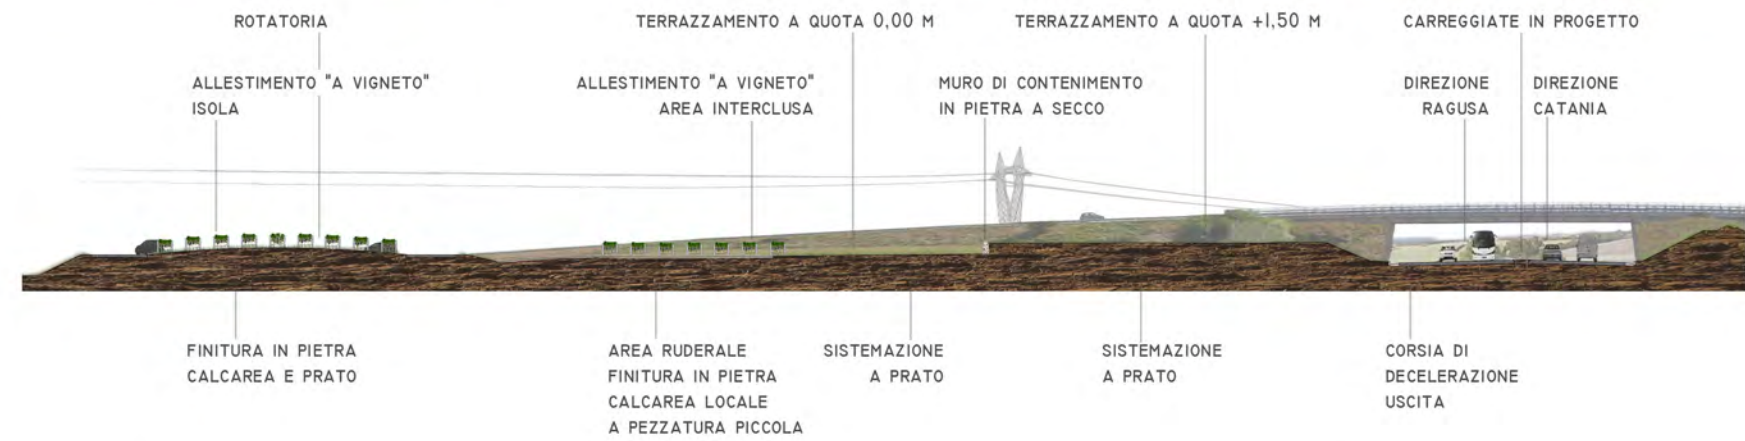 ROTATORIA
TERRAZZAMENTO A QUOTA 0,00 M
TERRAZZAMENTO A QUOTA +1,50 M
CARREGGIATE IN PROGETTO
ALLESTIMENTO "A VIGNETO"
ISOLA
ALLESTIMENTO "A VIGNETO"
AREA INTERCLUSA
MURO DI CONTENIMENTO
IN PIETRA A SECCO
DIREZIONE
RAGUSA
DIREZIONE
CATANIA
FINITURA IN PIETRA
CALCAREA E PRATO
AREA RUDERALE
FINITURA IN PIETRA
CALCAREA LOCALE
A PEZZATURA PICCOLA
SISTEMAZIONE
A PRATO
SISTEMAZIONE
A PRATO
CORSIA DI
DECELERAZIONE
USCITA